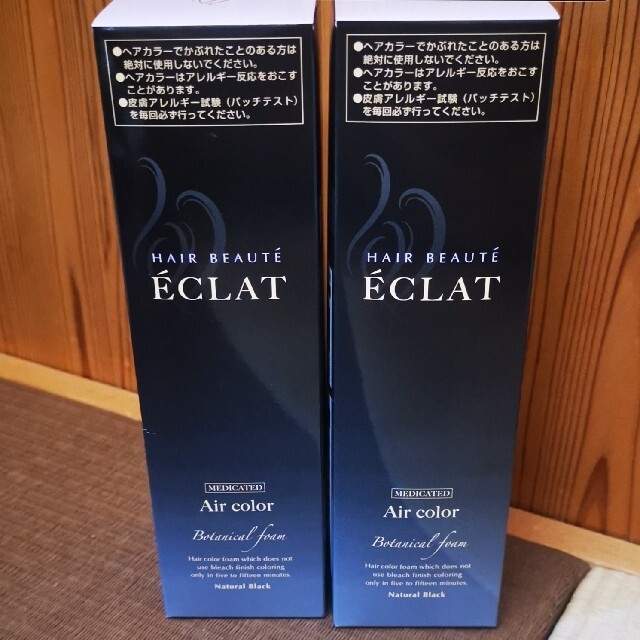 ●ヘアカラーでかぶれたことのある方は
絶対に使用しないでください。
●ヘアカラーはアレルギー反応をおこす
ことがあります。
●皮膚アレルギー試験（パッチテスト）
を毎回必ず行ってください。
HAIR BEAUTÉ
ÉCLAT
MEDICATED
Air color
Botanical foam
Hair color foam which does not
use bleach finish coloring
only in five to fifteen minutes.
Natural Black
●ヘアカラーでかぶれたことのある方は
絶対に使用しないでください。
●ヘアカラーはアレルギー反応をおこす
ことがあります。
●皮膚アレルギー試験（パッチテスト）
を毎回必ず行ってください。
HAIR BEAUTÉ
ÉCLAT
MEDICATED
Air color
Botanical foam
Hair color foam which does not
use bleach finish coloring
only in five to fifteen minutes.
Natural Black